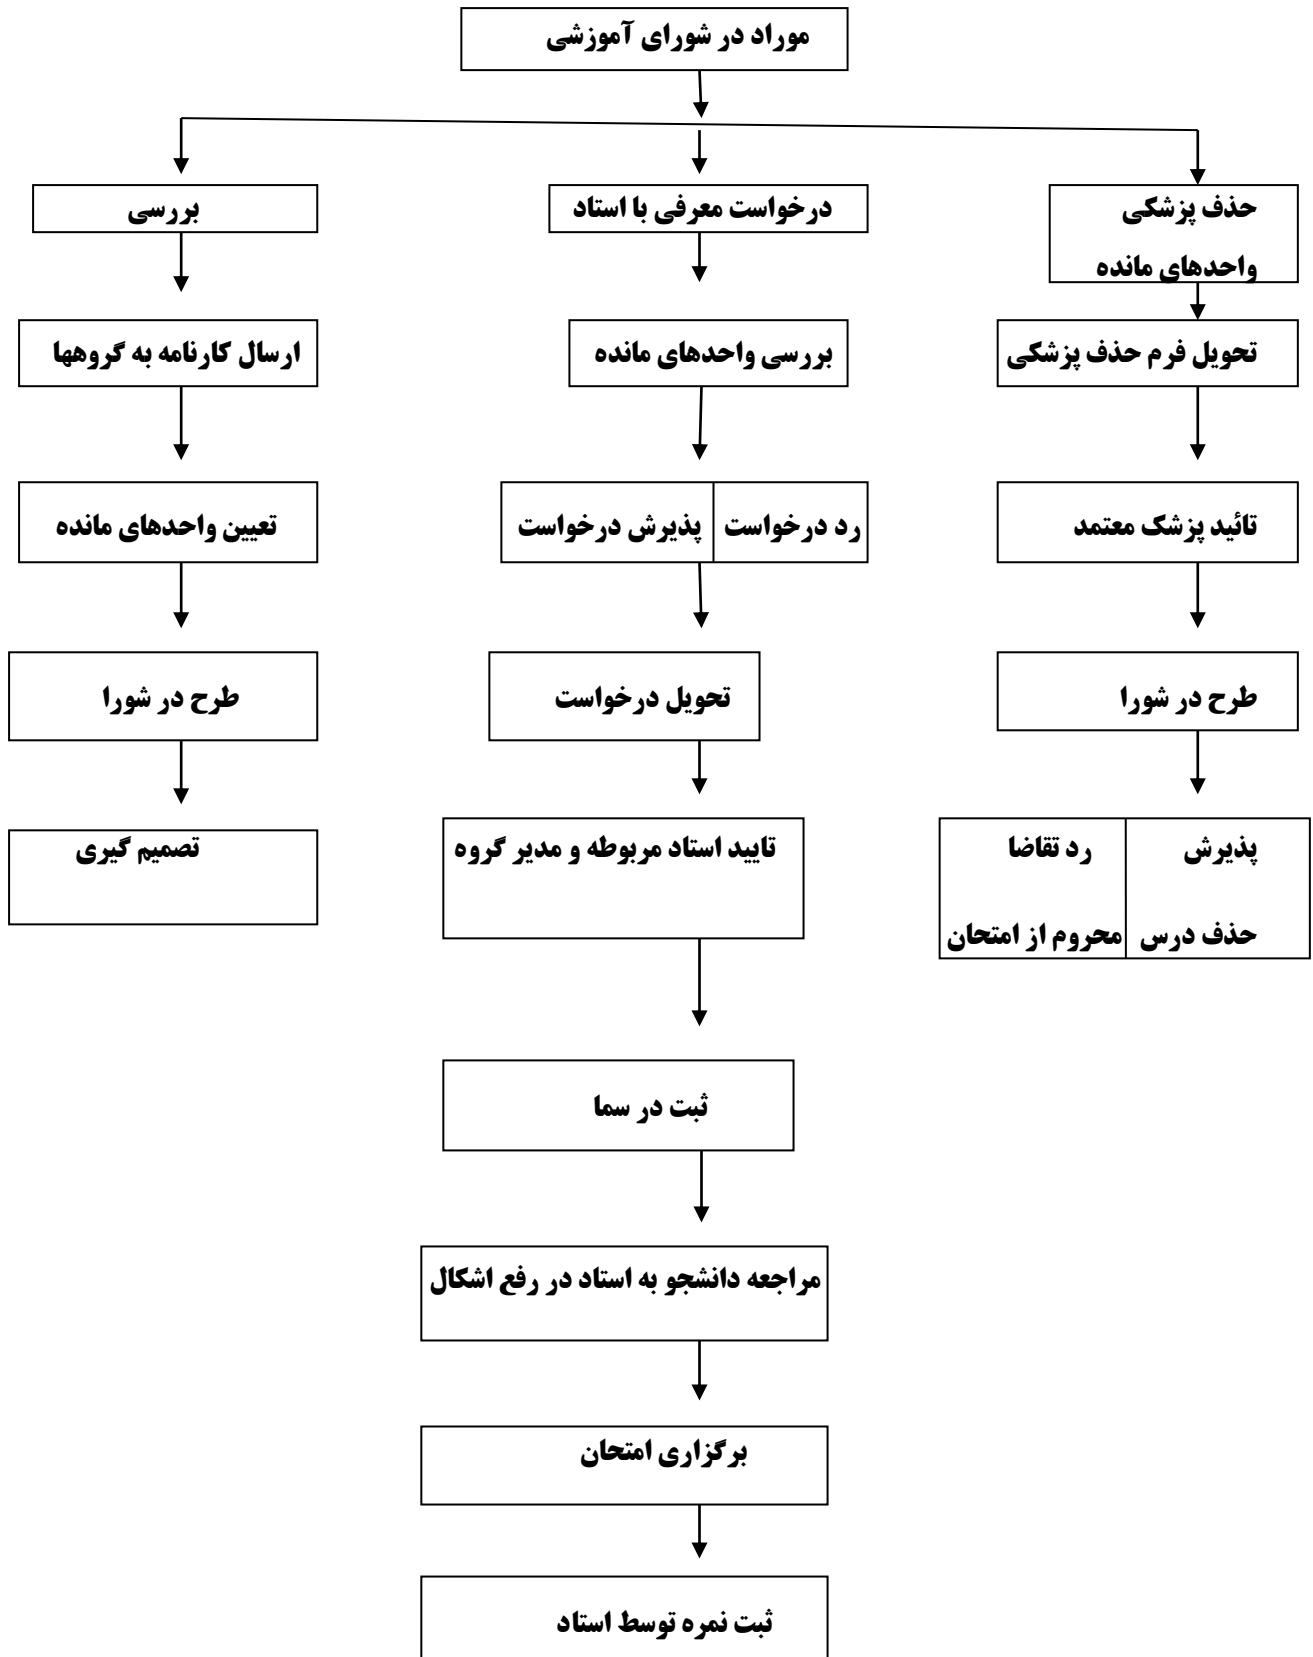 موراد در شورای آموزشی
حذف پزشکی
واحدهای مانده
درخواست معرفی با استاد
بررسی
تحویل فرم حذف پزشکی
بررسی واحدهای مانده
ارسال کارنامه به گروهها
تائید پزشک معتمد
رد درخواست
پذیرش درخواست
تعیین واحدهای مانده
طرح در شورا
تحویل درخواست
طرح در شورا
پذیرش
حذف درس
رد تقاضا
محروم از امتحان
تایید استاد مربوطه و مدیر گروه
تصمیم گیری
ثبت در سما
مراجعه دانشجو به استاد در رفع اشکال
برگزاری امتحان
ثبت نمره توسط استاد